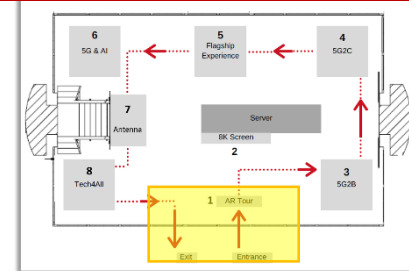 6
5G & AI
5
Flagship
Experience
4
5G2C
7
Antenna
Server
8K Screen
2
8
Tech4All
1 AR Tour
3
5G2B
Exit
Entrance